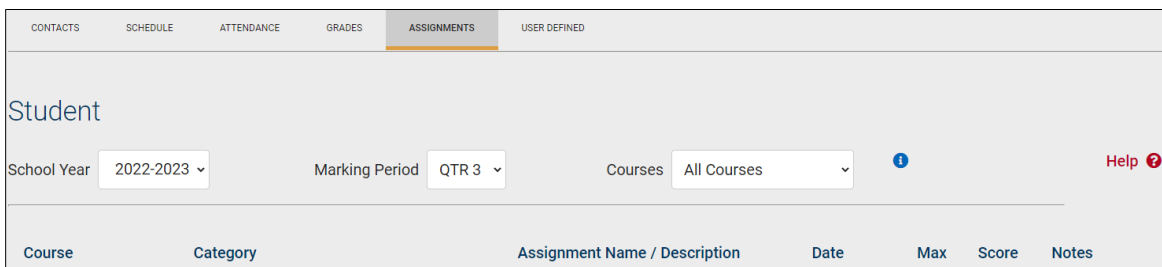 CONTACTS SCHEDULE ATTENDANCE GRADES ASSIGNMENTS USER DEFINED
Student
School Year 2022-2023 Marking Period QTR 3 Courses All Courses Help
Course Category Assignment Name / Description Date Max Score Notes